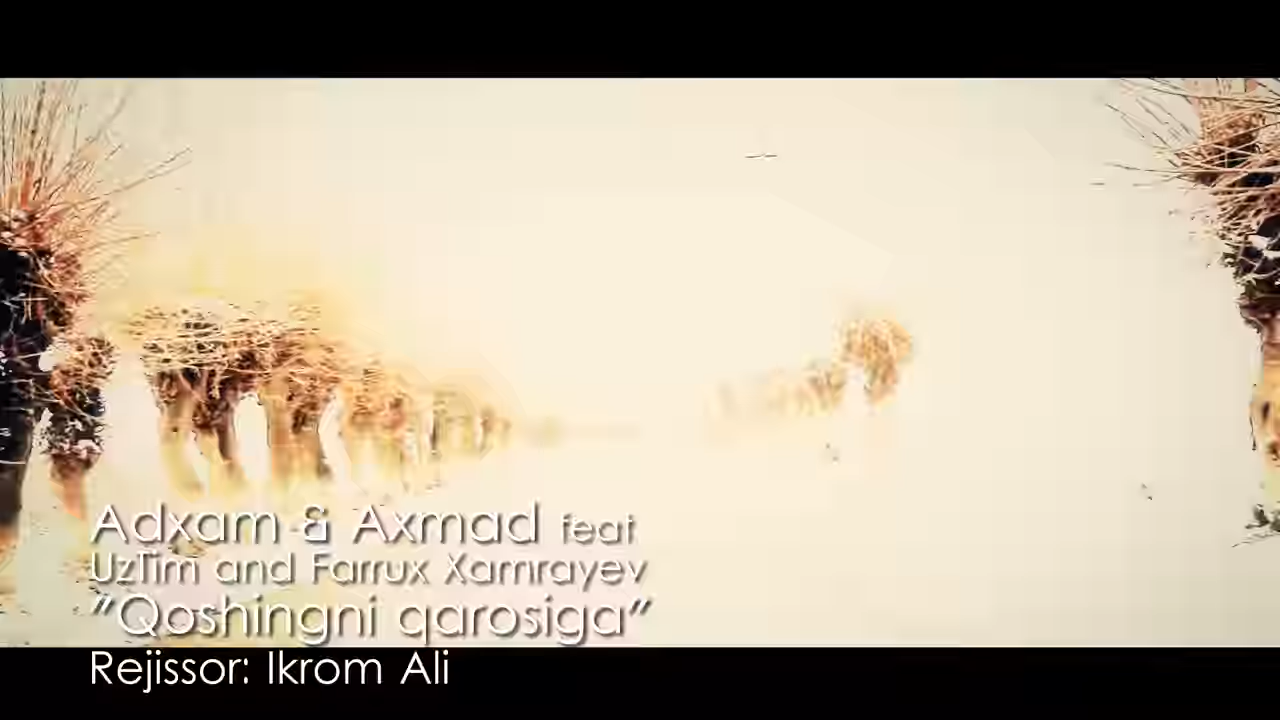 Adxam & Axmad feat
UzTim and Farrux Xamrayev
"Qoshingni qarosiga"
Rejissor: Ikrom Ali